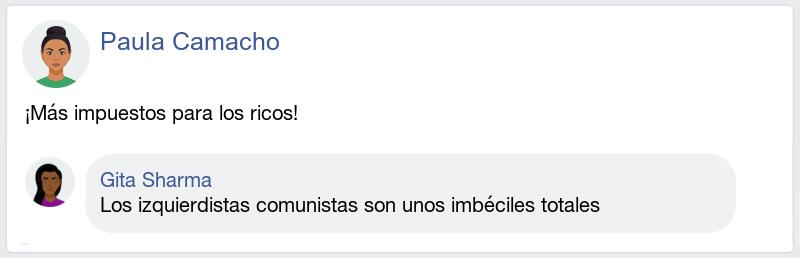 Paula Camacho
¡Más impuestos para los ricos!
Gita Sharma
Los izquierdistas comunistas son unos imbéciles totales